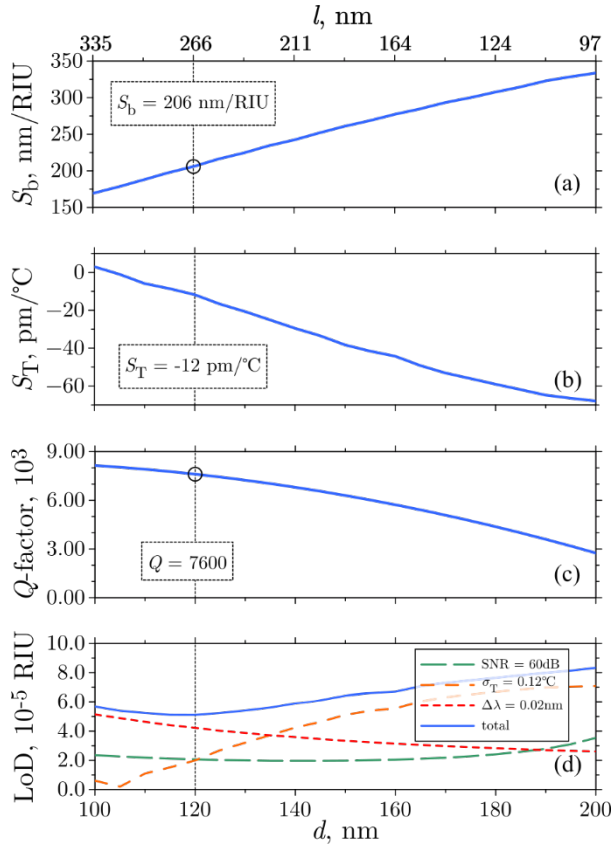 l, nm
335 266 211 164 124 97
350
300
250
200
150
S_b, nm/RIU
S_b = 206 nm/RIU
(a)
0
−20
−40
−60
S_T, pm/°C
S_T = -12 pm/°C
(b)
9.00
6.00
3.00
0.00
Q-factor, 10³
Q = 7600
(c)
10.0
8.0
6.0
4.0
2.0
0.0
LoD, 10⁻⁵ RIU
SNR = 60dB
σ_T = 0.12°C
Δλ = 0.02nm
total
(d)
100 120 140 160 180 200
d, nm